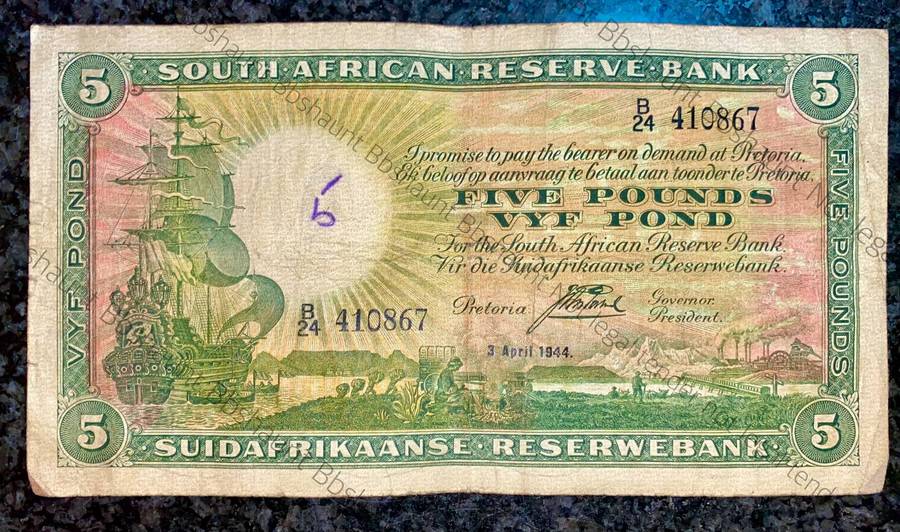 5 SOUTH·AFRICAN RESERVE·BANK 5
B/24 410867
I promise to pay the bearer on demand at Pretoria.
Ek beloof op aanvraag te betaal aan toonder te Pretoria.
FIVE POUNDS
VYF POND
For the South African Reserve Bank.
Vir die Suidafrikaanse Reserwebank.
Pretoria
Governor.
President.
B/24 410867
3 April 1944.
VYF POND
FIVE POUNDS
6
5 SUIDAFRIKAANSE·RESERWEBANK 5
Bbshaunt